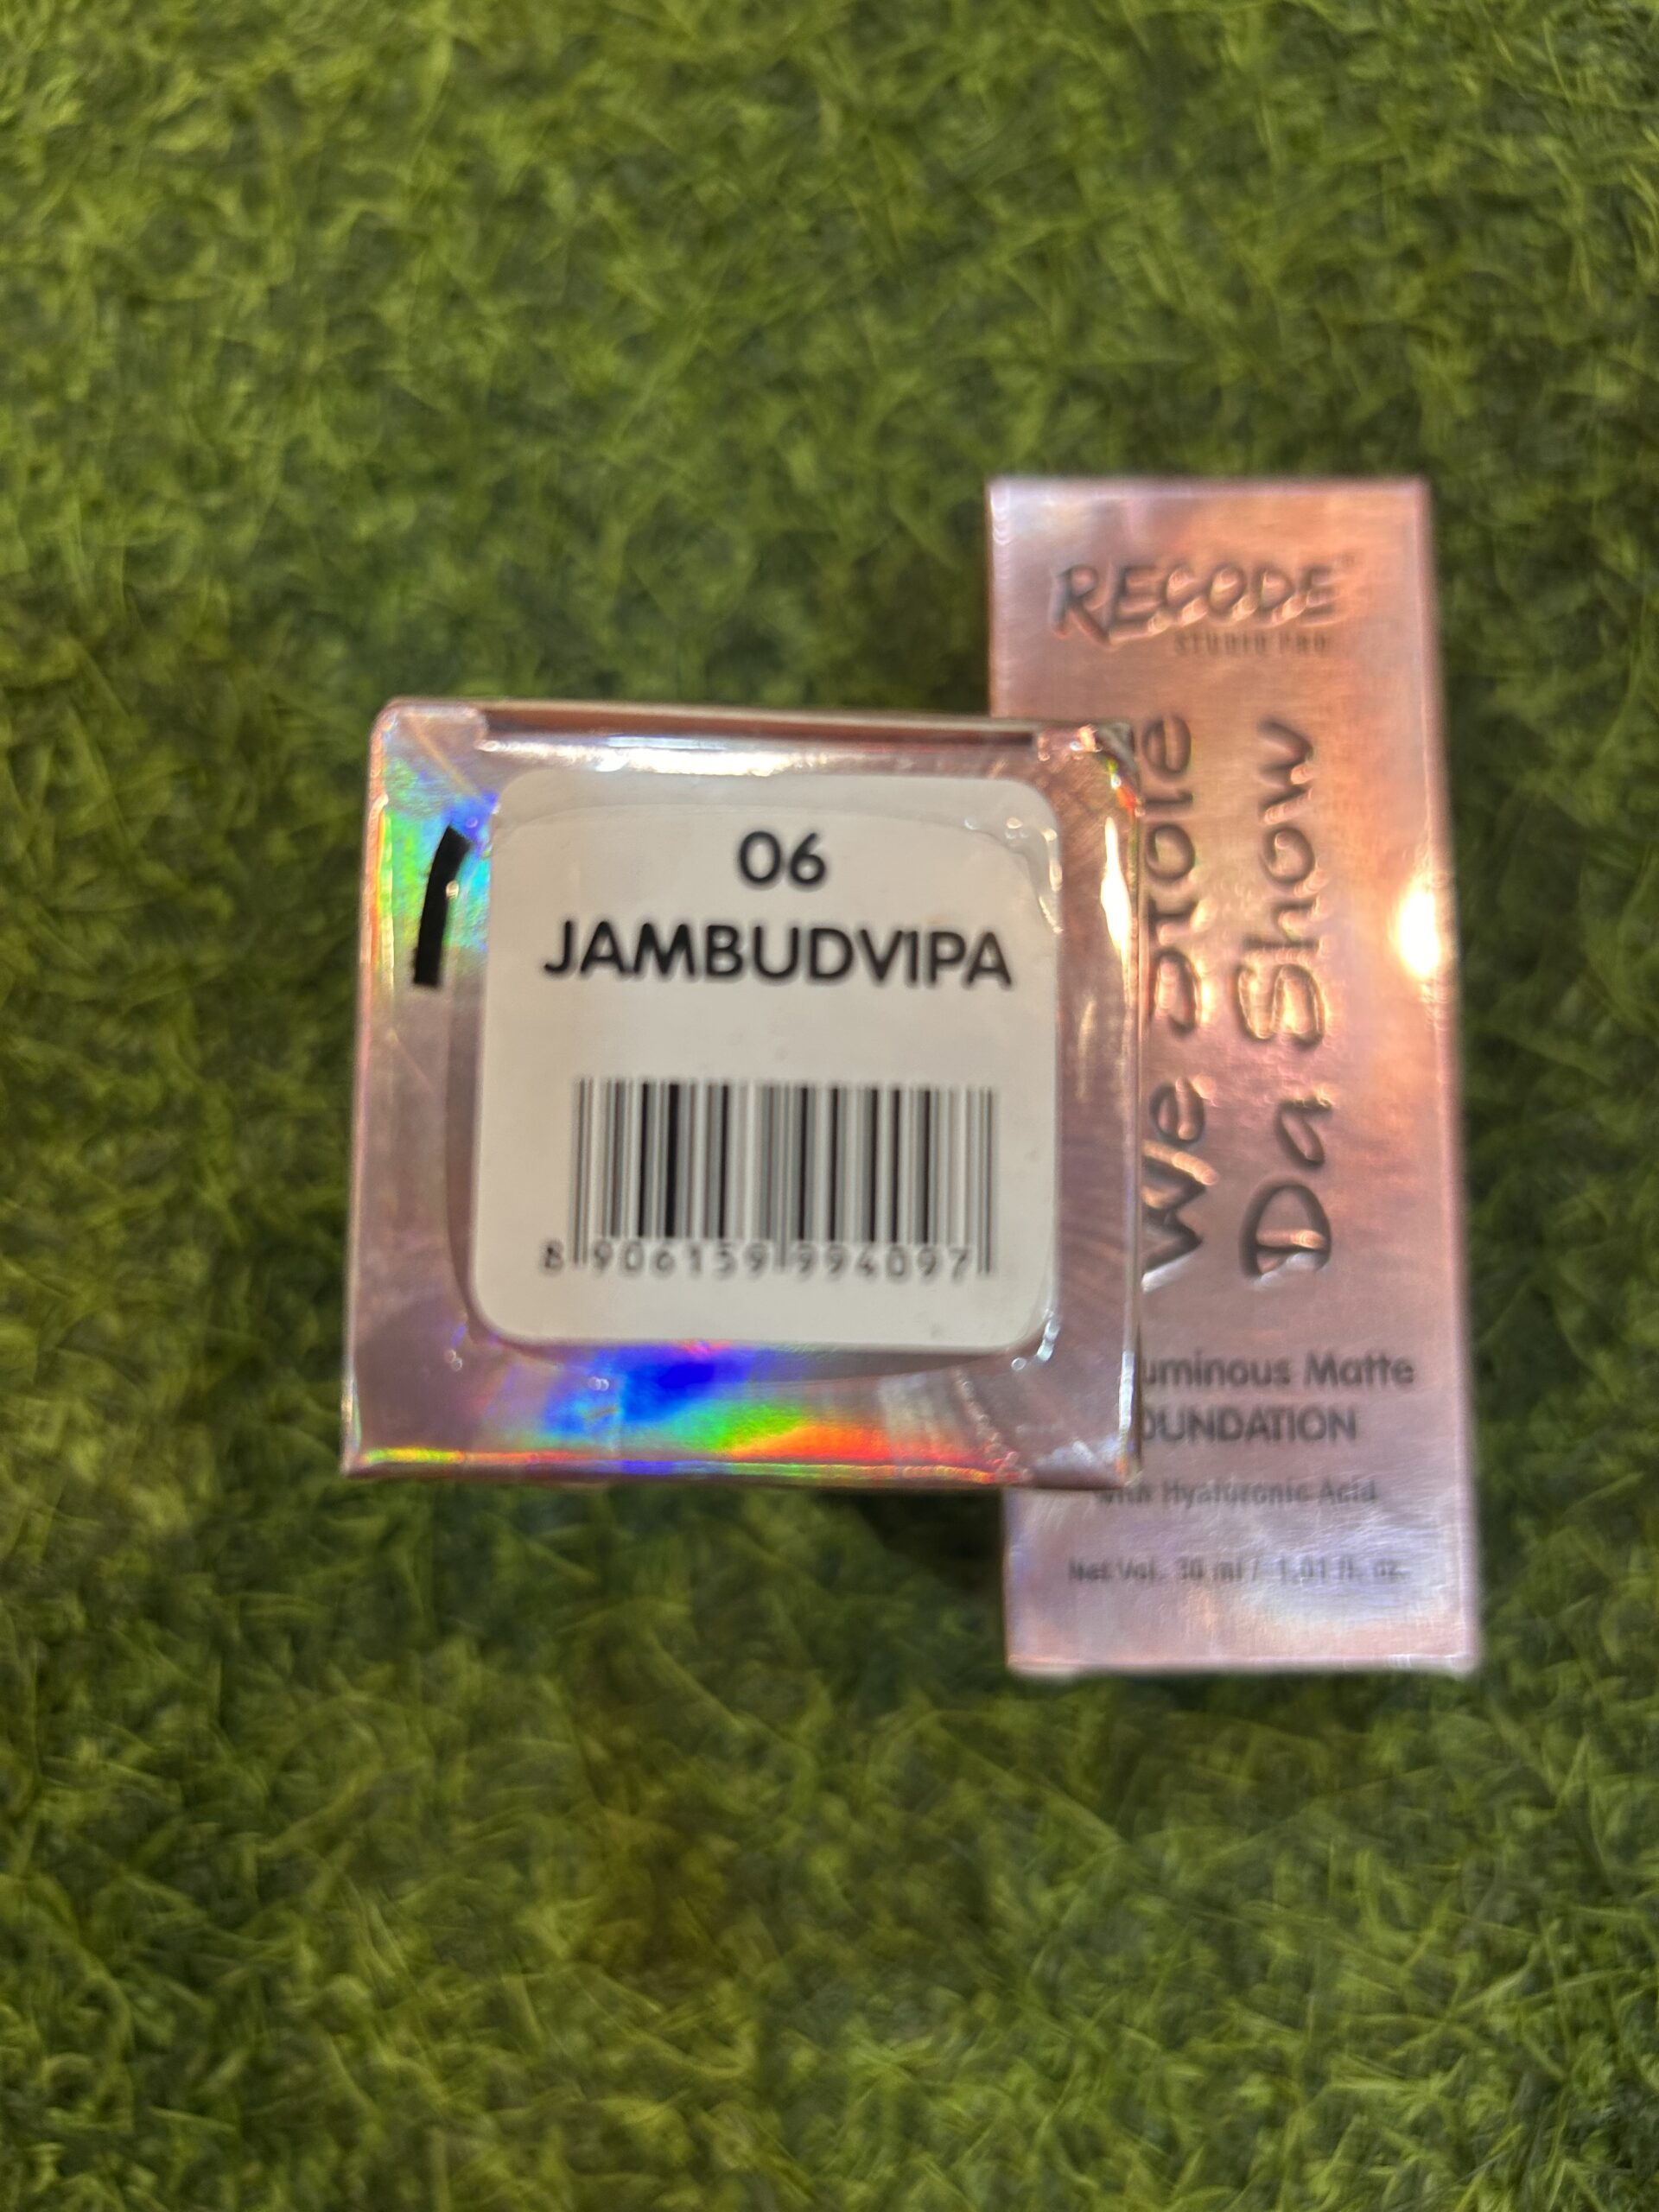 06
JAMBUDVIPA
8 906159 994097
RECODE
STUDIO PRO
We Stole
Da Show
uminous Matte
OUNDATION
with Hyaluronic Acid
Net Vol. 30 ml / 1.01 fl. oz.